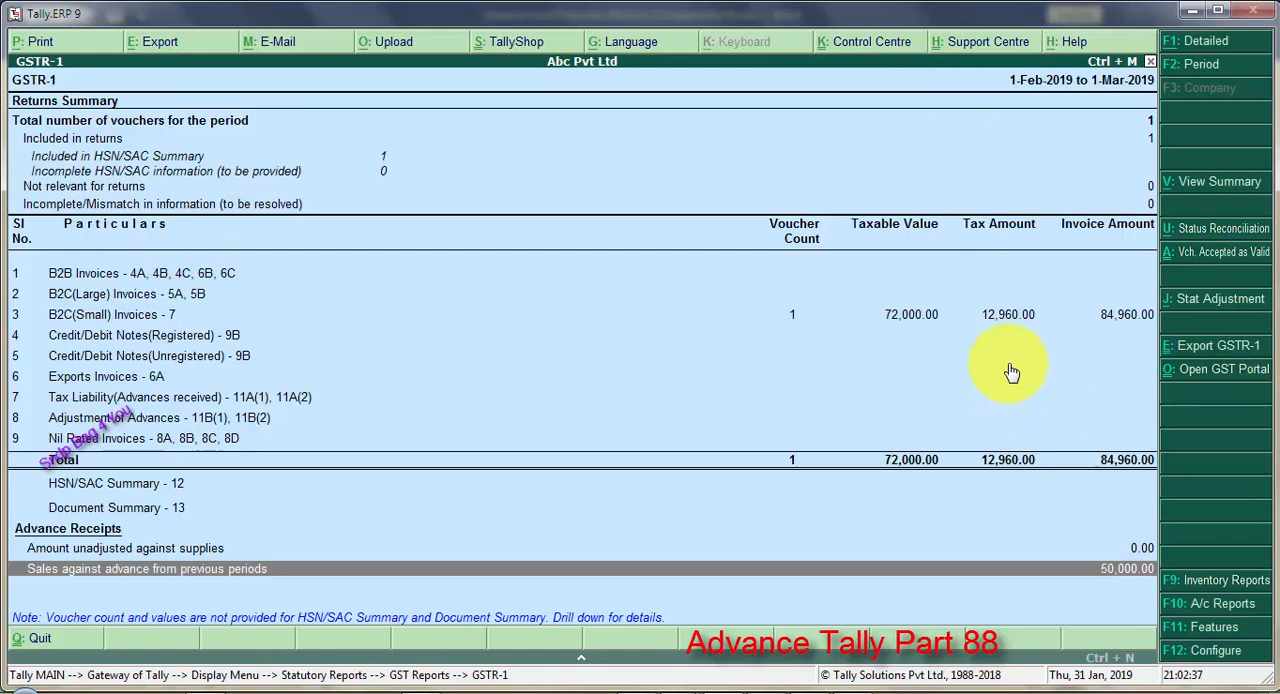 Tally.ERP 9
P: Print E: Export M: E-Mail O: Upload S: TallyShop G: Language K: Keyboard K: Control Centre H: Support Centre H: Help
GSTR-1 Abc Pvt Ltd Ctrl + M
GSTR-1 1-Feb-2019 to 1-Mar-2019
Returns Summary
Total number of vouchers for the period 1
Included in returns 1
Included in HSN/SAC Summary 1
Incomplete HSN/SAC information (to be provided) 0
Not relevant for returns 0
Incomplete/Mismatch in information (to be resolved) 0
Sl Particulars Voucher Taxable Value Tax Amount Invoice Amount
No. Count
1 B2B Invoices - 4A, 4B, 4C, 6B, 6C
2 B2C(Large) Invoices - 5A, 5B
3 B2C(Small) Invoices - 7 1 72,000.00 12,960.00 84,960.00
4 Credit/Debit Notes(Registered) - 9B
5 Credit/Debit Notes(Unregistered) - 9B
6 Exports Invoices - 6A
7 Tax Liability(Advances received) - 11A(1), 11A(2)
8 Adjustment of Advances - 11B(1), 11B(2)
9 Nil Rated Invoices - 8A, 8B, 8C, 8D
Total 1 72,000.00 12,960.00 84,960.00
HSN/SAC Summary - 12
Document Summary - 13
Advance Receipts
Amount unadjusted against supplies 0.00
Sales against advance from previous periods 50,000.00
Note: Voucher count and values are not provided for HSN/SAC Summary and Document Summary. Drill down for details.
Q: Quit
Advance Tally Part 88
Ctrl + N
Tally MAIN --> Gateway of Tally --> Display Menu --> Statutory Reports --> GST Reports --> GSTR-1 © Tally Solutions Pvt Ltd., 1988-2018 Thu, 31 Jan, 2019 21:02:37
F1: Detailed
F2: Period
F3: Company
V: View Summary
U: Status Reconciliation
A: Vch. Accepted as Valid
J: Stat Adjustment
E: Export GSTR-1
O: Open GST Portal
F9: Inventory Reports
F10: A/c Reports
F11: Features
F12: Configure